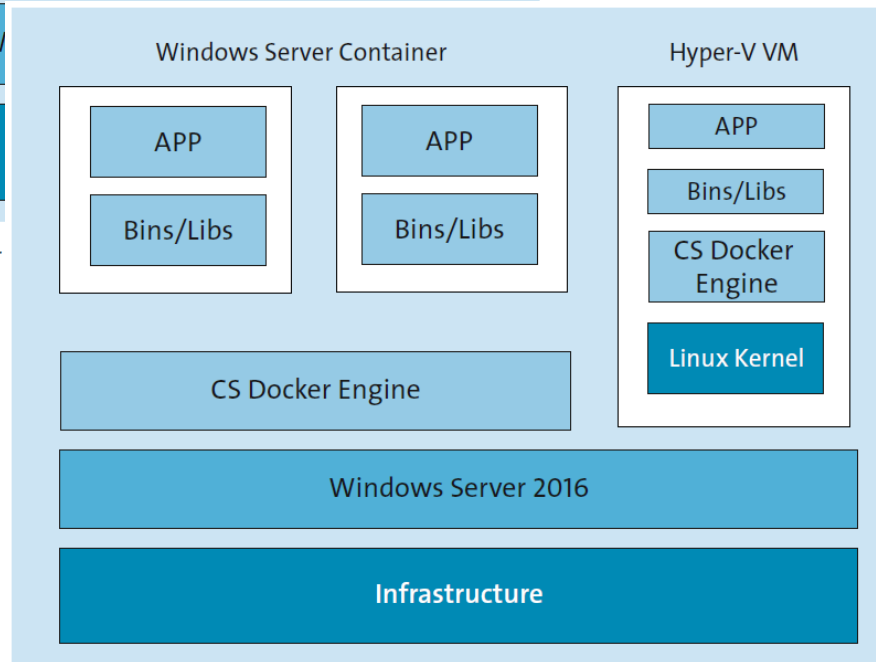 Windows Server Container
Hyper-V VM
APP
Bins/Libs
APP
Bins/Libs
APP
Bins/Libs
CS Docker
Engine
Linux Kernel
CS Docker Engine
Windows Server 2016
Infrastructure